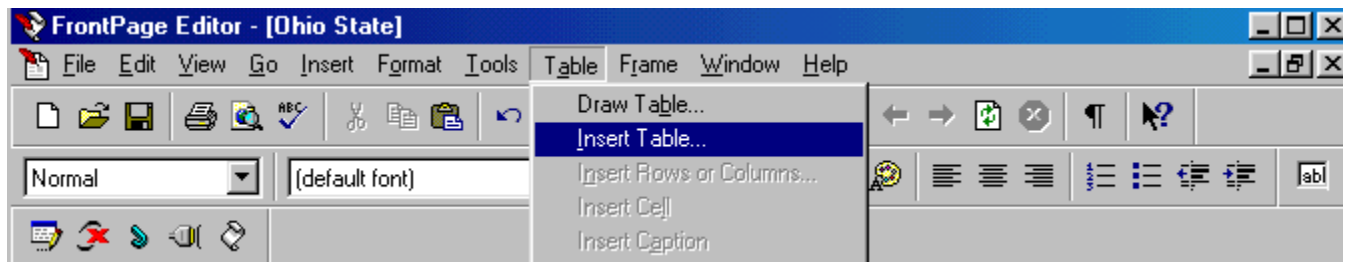 FrontPage Editor - [Ohio State]
File Edit View Go Insert Format Tools Table Frame Window Help
ABC
Draw Table...
Insert Table...
Normal (default font) Insert Rows or Columns...
A
abl
Insert Cell
Insert Caption